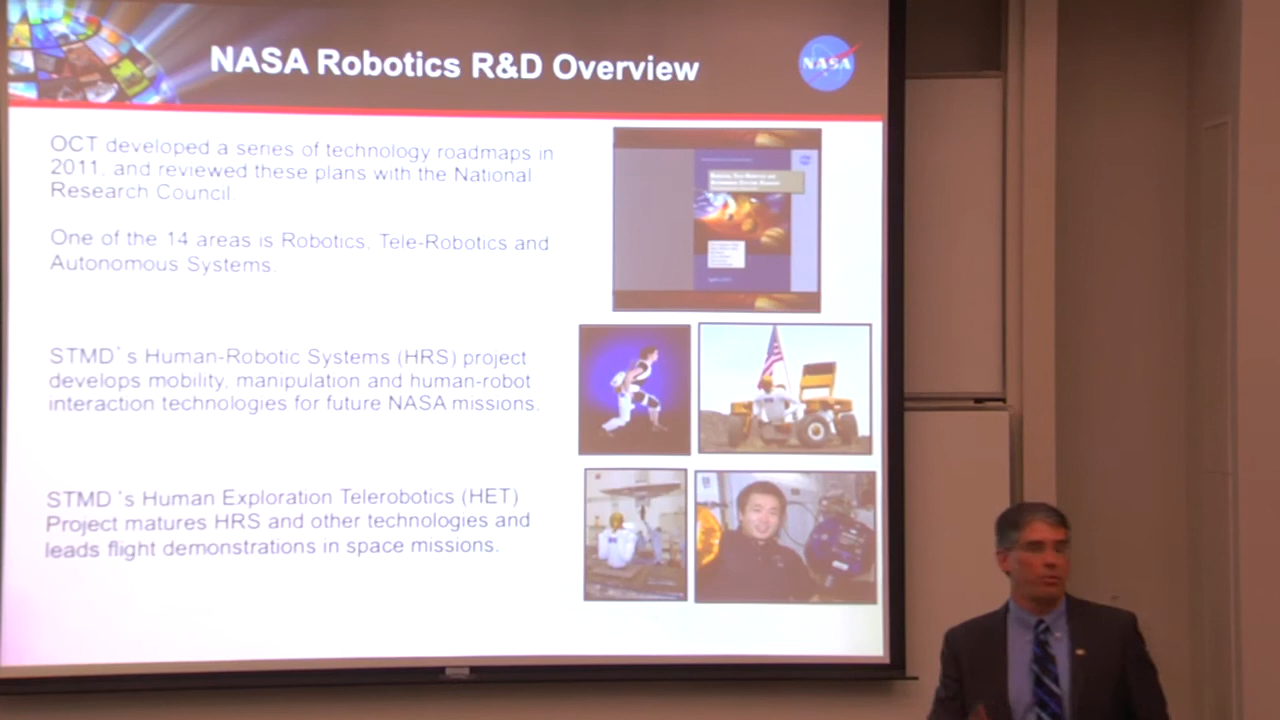 NASA Robotics R&D Overview
NASA
OCT developed a series of technology roadmaps in
2011, and reviewed these plans with the National
Research Council
One of the 14 areas is Robotics, Tele-Robotics and
Autonomous Systems.
STMD's Human-Robotic Systems (HRS) project
develops mobility, manipulation and human-robot
interaction technologies for future NASA missions.
STMD's Human Exploration Telerobotics (HET)
Project matures HRS and other technologies and
leads flight demonstrations in space missions.